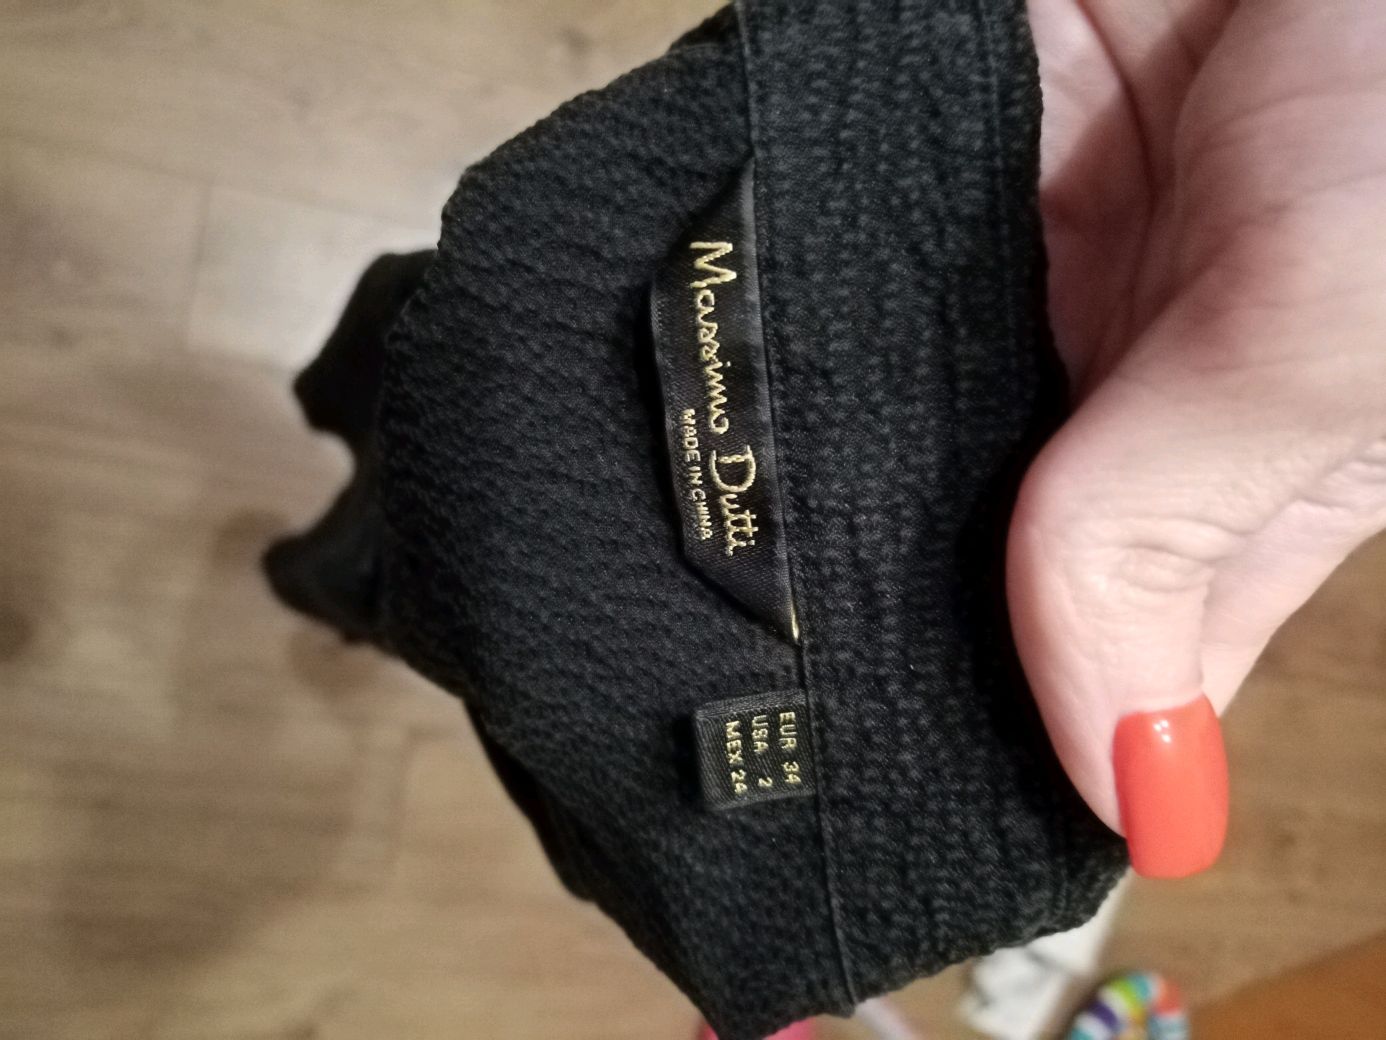 Massimo Dutti
MADE IN CHINA
EUR 34
USA 2
MEX 24